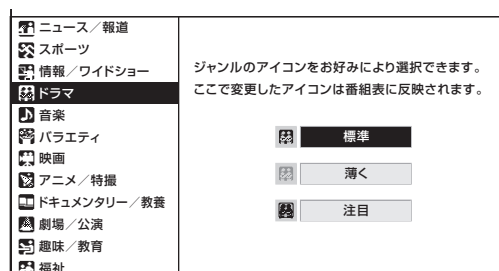 ニュース／報道
スポーツ
情報／ワイドショー
ドラマ
音楽
バラエティ
映画
アニメ／特撮
ドキュメンタリー／教養
劇場／公演
趣味／教育
福祉
ジャンルのアイコンをお好みにより選択できます。
ここで変更したアイコンは番組表に反映されます。
標準
薄く
注目